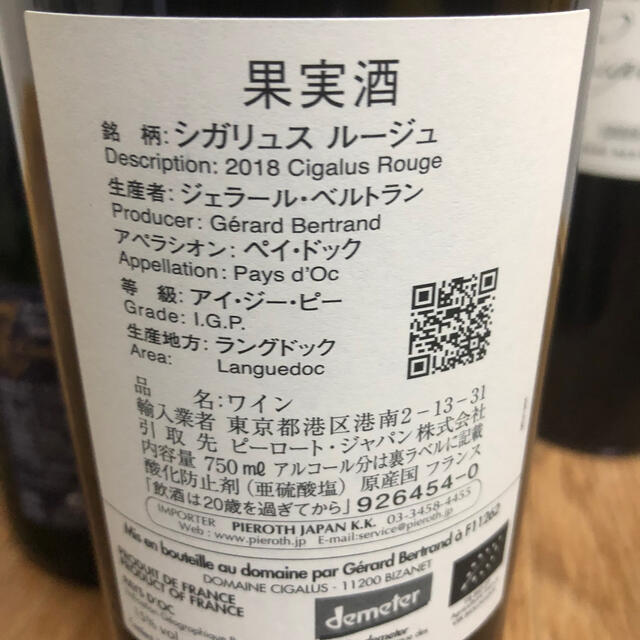 果実酒
銘 柄: シガリュス ルージュ
Description: 2018 Cigalus Rouge
生産者: ジェラール・ベルトラン
Producer: Gérard Bertrand
アペラシオン: ペイ・ドック
Appellation: Pays d'Oc
等 級: アイ・ジー・ピー
Grade: I.G.P.
生産地方: ラングドック
Area: Languedoc
品 名:ワイン
輸入業者 東京都港区港南2-13-31
引 取 先 ピーロート・ジャパン株式会社
内容量 750㎖ アルコール分は裏ラベルに記載
酸化防止剤 (亜硫酸塩) 原産国 フランス
「飲酒は20歳を過ぎてから」 926454-0
IMPORTER PIEROTH JAPAN K.K. 03-3458-4455
Web : www.pieroth.jp E-mail:service@pieroth.jp
Mis en bouteille au domaine par Gérard Bertrand à F11262
DOMAINE CIGALUS - 11200 BIZANET
PRODUIT DE FRANCE
PRODUCT OF FRANCE
PAYS D'OC
demeter
demeter